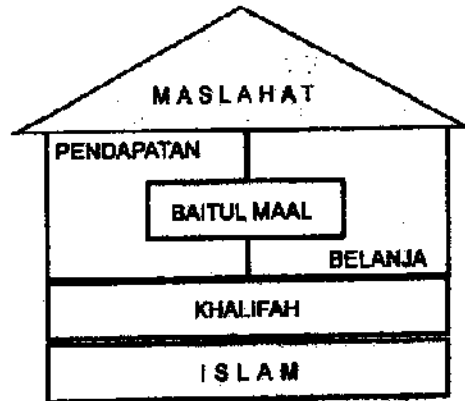 MASLAHAT
PENDAPATAN
BAITUL MAAL
BELANJA
KHALIFAH
ISLAM